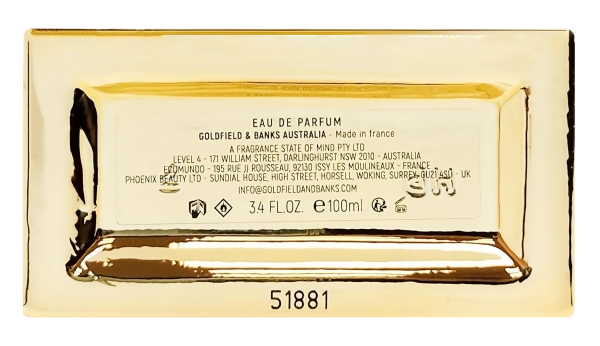 EAU DE PARFUM
GOLDFIELD & BANKS AUSTRALIA - Made in france
A FRAGRANCE STATE OF MIND PTY LTD
LEVEL 4 - 171 WILLIAM STREET, DARLINGHURST NSW 2010 - AUSTRALIA
ECOMUNDO - 195 RUE JJ ROUSSEAU, 92130 ISSY LES MOULINEAUX - FRANCE
PHOENIX BEAUTY LTD - SUNDIAL HOUSE, HIGH STREET, HORSELL, WOKING, SURREY GU21 4SU - UK
INFO@GOLDFIELDANDBANKS.COM
3.4 FL.OZ. ℮100ml
51881